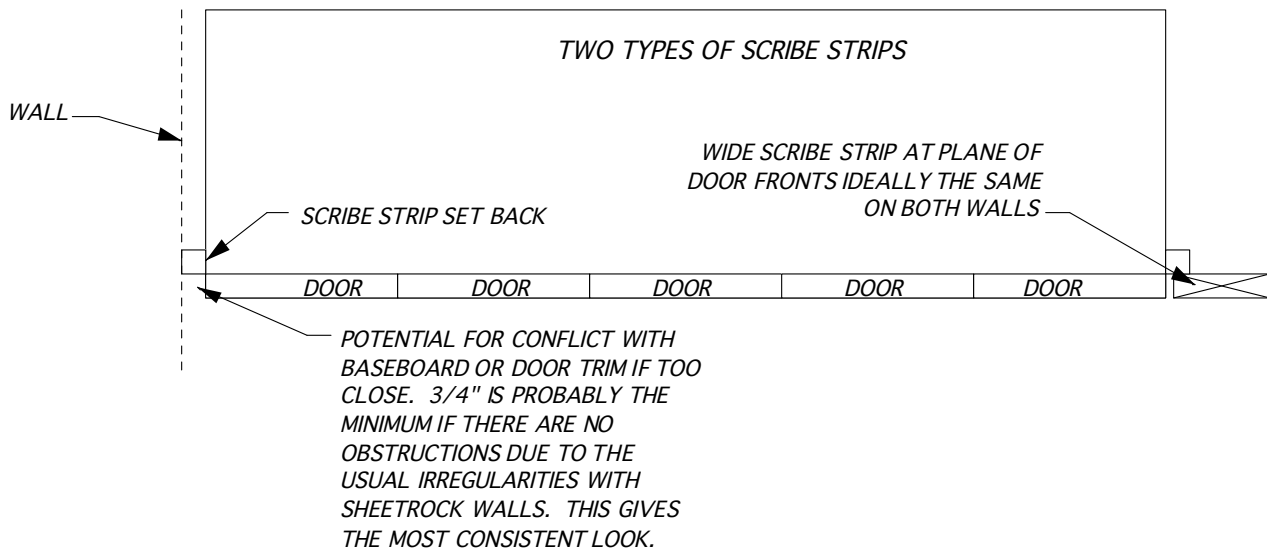 TWO TYPES OF SCRIBE STRIPS
WALL
WIDE SCRIBE STRIP AT PLANE OF
DOOR FRONTS IDEALLY THE SAME
ON BOTH WALLS
SCRIBE STRIP SET BACK
DOOR DOOR DOOR DOOR DOOR
POTENTIAL FOR CONFLICT WITH
BASEBOARD OR DOOR TRIM IF TOO
CLOSE. 3/4" IS PROBABLY THE
MINIMUM IF THERE ARE NO
OBSTRUCTIONS DUE TO THE
USUAL IRREGULARITIES WITH
SHEETROCK WALLS. THIS GIVES
THE MOST CONSISTENT LOOK.